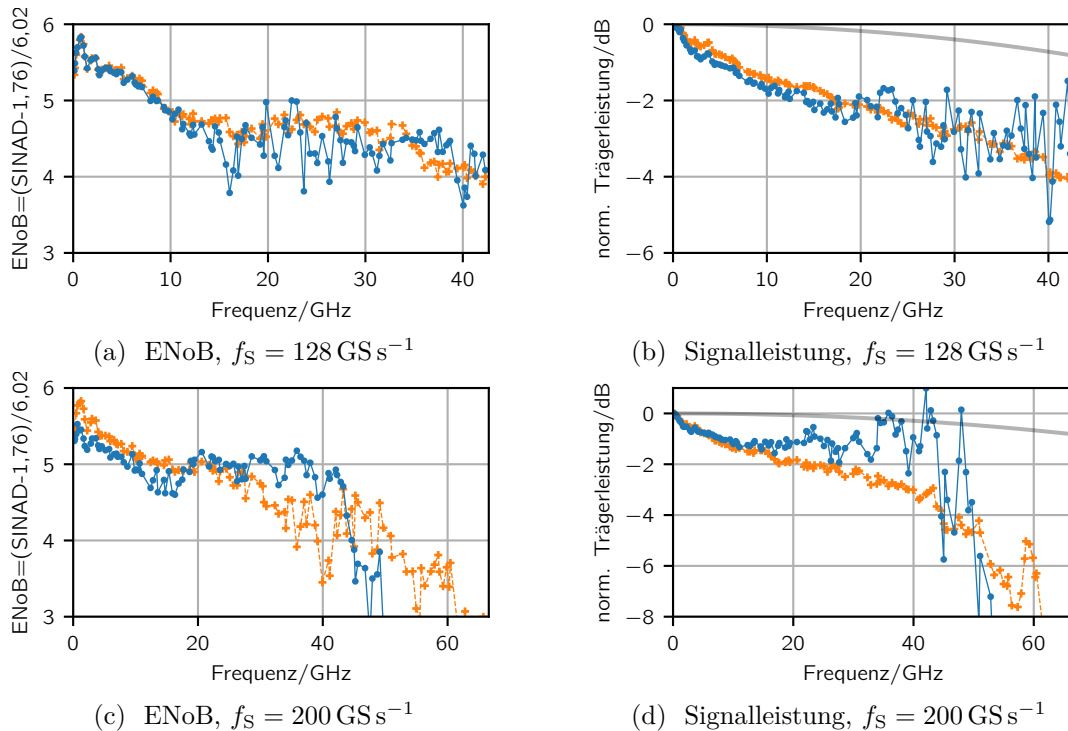 6
5
4
3
ENoB=(SINAD-1,76)/6,02
0 10 20 30 40
Frequenz/GHz
(a) ENoB, fS = 128 GS s⁻¹
0
−2
−4
−6
norm. Trägerleistung/dB
0 10 20 30 40
Frequenz/GHz
(b) Signalleistung, fS = 128 GS s⁻¹
6
5
4
3
ENoB=(SINAD-1,76)/6,02
0 20 40 60
Frequenz/GHz
(c) ENoB, fS = 200 GS s⁻¹
0
−2
−4
−6
−8
norm. Trägerleistung/dB
0 20 40 60
Frequenz/GHz
(d) Signalleistung, fS = 200 GS s⁻¹